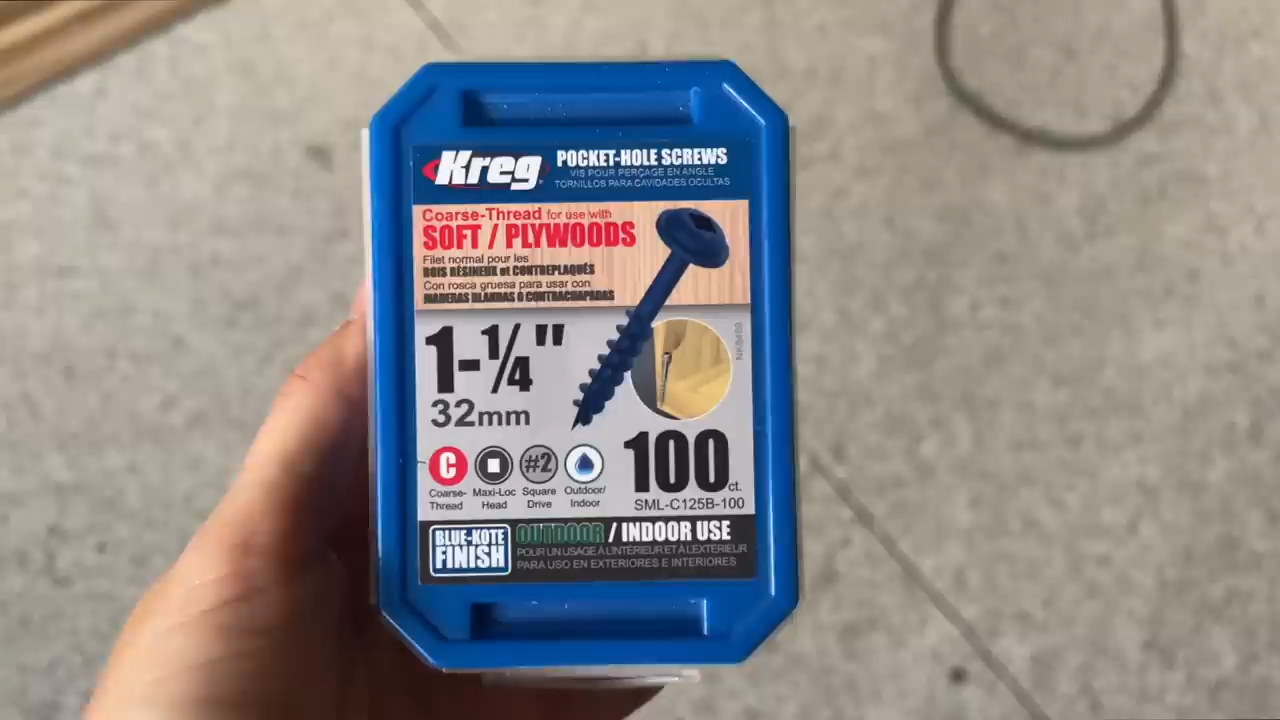 Kreg
POCKET-HOLE SCREWS
VIS POUR PERÇAGE EN ANGLE
TORNILLOS PARA CAVIDADES OCULTAS
Coarse-Thread for use with
SOFT / PLYWOODS
Filet normal pour les
BOIS RÉSINEUX et CONTREPLAQUÉS
Con rosca gruesa para usar con
MADERAS BLANDAS O CONTRACHAPADAS
1-¼"
32mm
C
#2
Coarse-Thread
Maxi-Loc Head
Square Drive
Outdoor/Indoor
100 ct.
SML-C125B-100
BLUE-KOTE
FINISH
OUTDOOR / INDOOR USE
POUR UN USAGE À L'INTÉRIEUR ET À L'EXTÉRIEUR
PARA USO EN EXTERIORES E INTERIORES